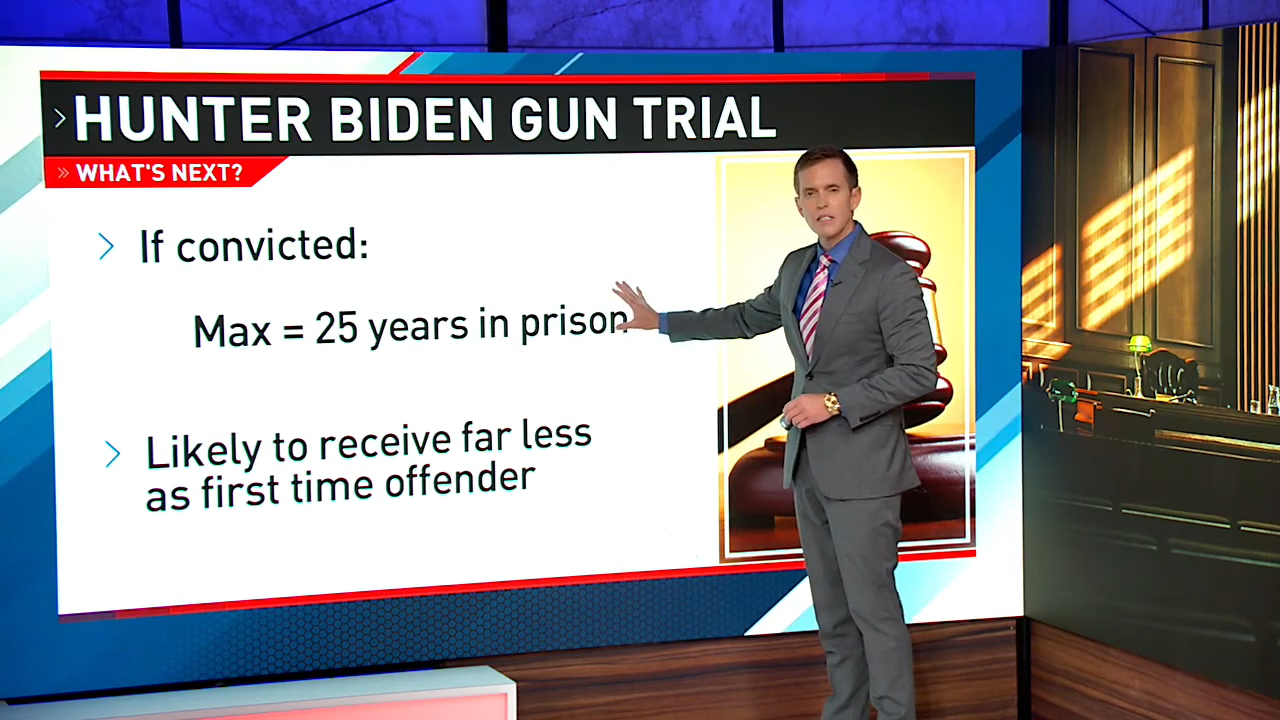 HUNTER BIDEN GUN TRIAL
WHAT'S NEXT?
If convicted:
Max = 25 years in prison
Likely to receive far less
as first time offender